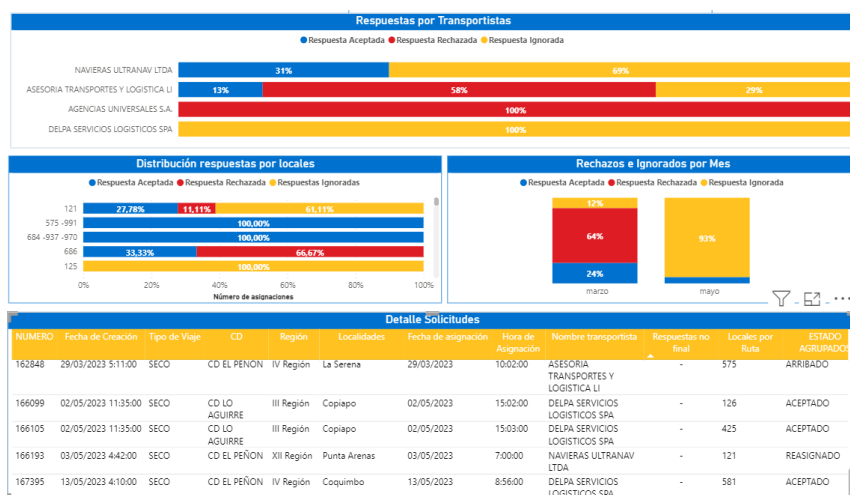 Respuestas por Transportistas
Respuesta Aceptada Respuesta Rechazada Respuesta Ignorada
NAVIERAS ULTRANAV LTDA 31% 69%
ASESORIA TRANSPORTES Y LOGISTICA LI 13% 58% 29%
AGENCIAS UNIVERSALES S.A. 100%
DELPA SERVICIOS LOGISTICOS SPA 100%
Distribución respuestas por locales
Respuesta Aceptada Respuesta Rechazada Respuestas Ignoradas
121 27,78% 11,11% 61,11%
575 -991 100,00%
684 -937 -970 100,00%
686 33,33% 66,67%
125 100,00%
0% 20% 40% 60% 80% 100%
Número de asignaciones
Rechazos e Ignorados por Mes
Respuesta Aceptada Respuesta Rechazada Respuesta Ignorada
12%
64% 93%
24%
marzo mayo
Detalle Solicitudes
NUMERO Fecha de Creación Tipo de Viaje CD Región Localidades Fecha de asignación Hora de Nombre transportista Respuestas no Locales por ESTADO
Asignación final Ruta AGRUPADOS
162848 29/03/2023 5:11:00 SECO CD EL PEÑON IV Región La Serena 29/03/2023 10:02:00 ASESORIA - 575 ARRIBADO
TRANSPORTES Y
LOGISTICA LI
166099 02/05/2023 11:35:00 SECO CD LO III Región Copiapo 02/05/2023 15:02:00 DELPA SERVICIOS - 126 ACEPTADO
AGUIRRE LOGISTICOS SPA
166105 02/05/2023 11:35:00 SECO CD LO III Región Copiapo 02/05/2023 15:03:00 DELPA SERVICIOS - 425 ACEPTADO
AGUIRRE LOGISTICOS SPA
166193 03/05/2023 4:42:00 SECO CD EL PEÑON XII Región Punta Arenas 03/05/2023 7:00:00 NAVIERAS ULTRANAV - 121 REASIGNADO
LTDA
167395 13/05/2023 4:10:00 SECO CD EL PEÑON IV Región Coquimbo 13/05/2023 8:56:00 DELPA SERVICIOS - 581 ACEPTADO
LOGISTICOS SPA